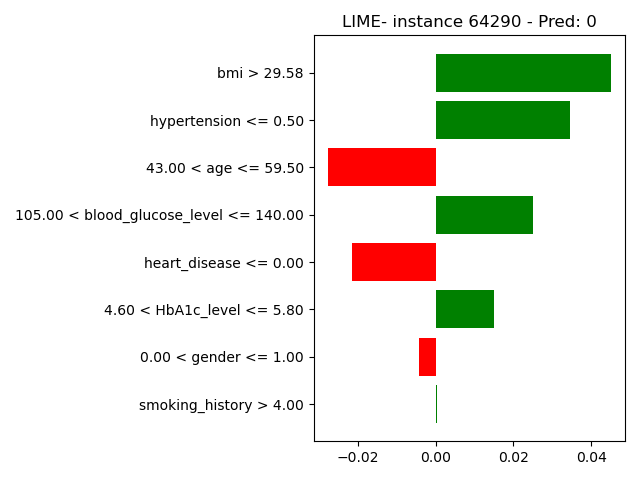 LIME- instance 64290 - Pred: 0
bmi > 29.58
hypertension <= 0.50
43.00 < age <= 59.50
105.00 < blood_glucose_level <= 140.00
heart_disease <= 0.00
4.60 < HbA1c_level <= 5.80
0.00 < gender <= 1.00
smoking_history > 4.00
−0.02 0.00 0.02 0.04